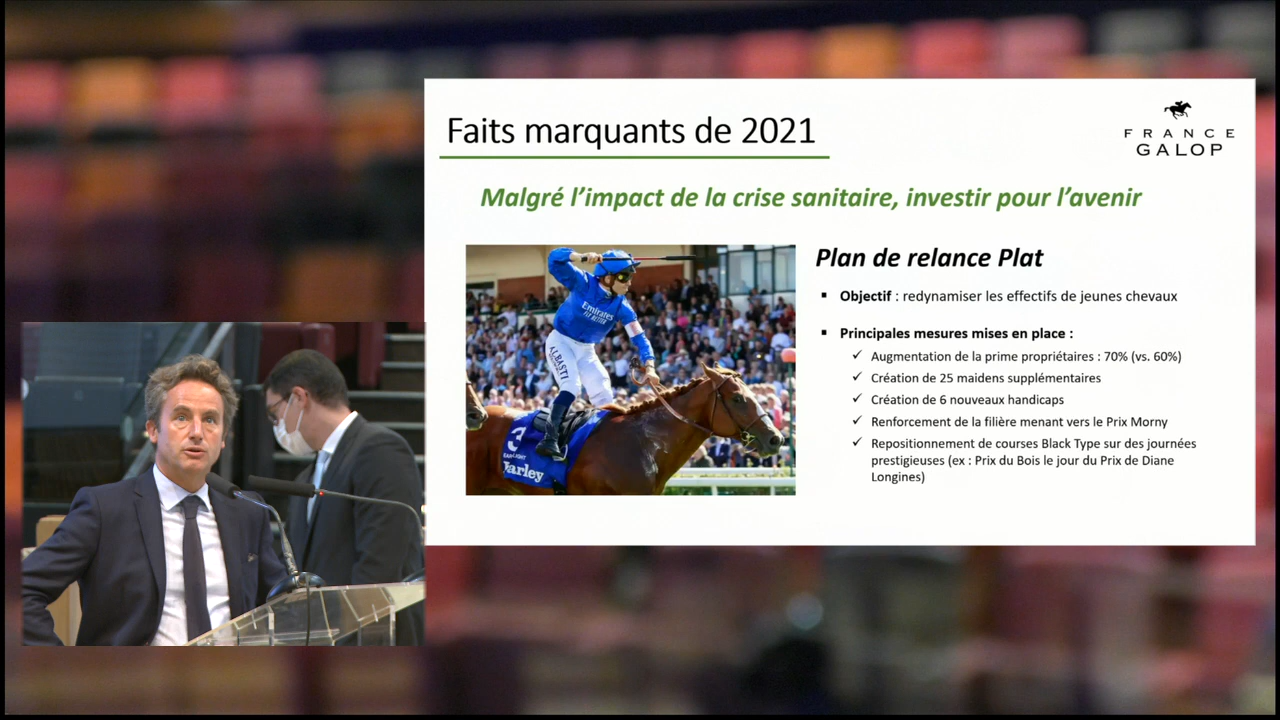 Faits marquants de 2021
FRANCE
GALOP
Malgré l’impact de la crise sanitaire, investir pour l’avenir
Plan de relance Plat
▪ Objectif : redynamiser les effectifs de jeunes chevaux
▪ Principales mesures mises en place :
✓ Augmentation de la prime propriétaires : 70% (vs. 60%)
✓ Création de 25 maidens supplémentaires
✓ Création de 6 nouveaux handicaps
✓ Renforcement de la filière menant vers le Prix Morny
✓ Repositionnement de courses Black Type sur des journées
prestigieuses (ex : Prix du Bois le jour du Prix de Diane
Longines)
Emirates
FLY BETTER
AL BASTI
3
Darley